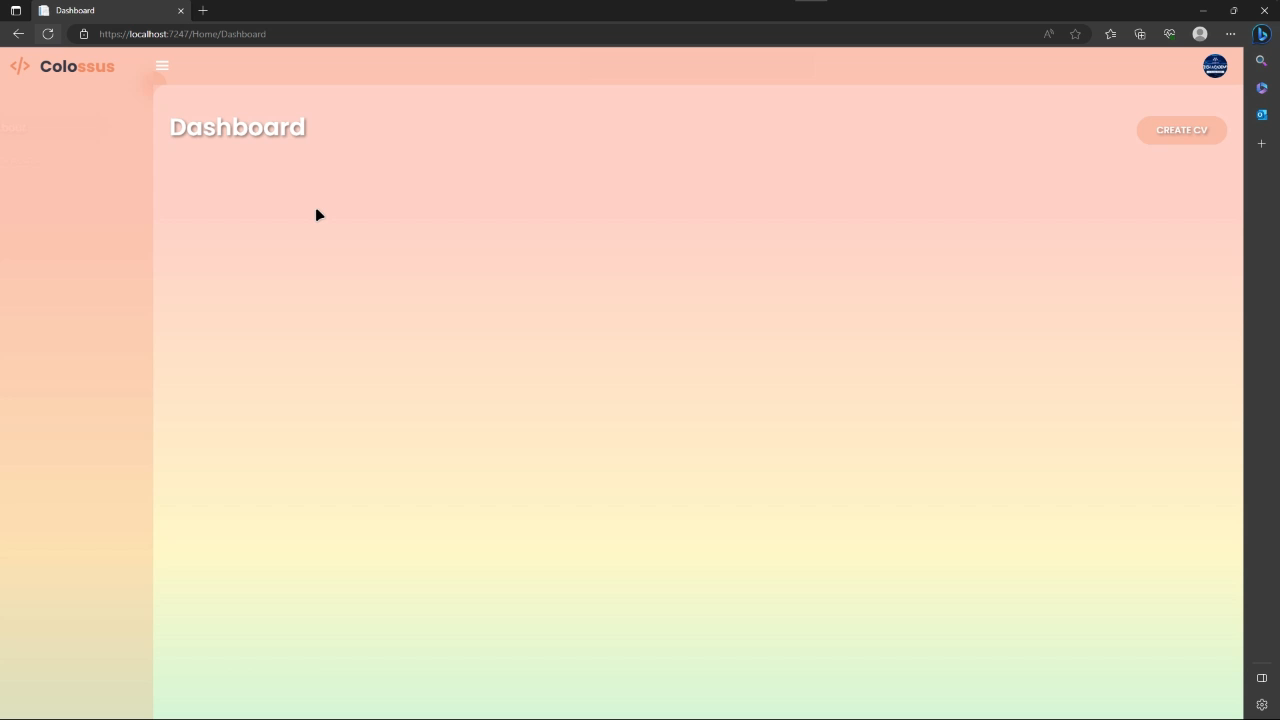 Dashboard
https://localhost:7247/Home/Dashboard
</> Colossus
Dashboard
CREATE CV